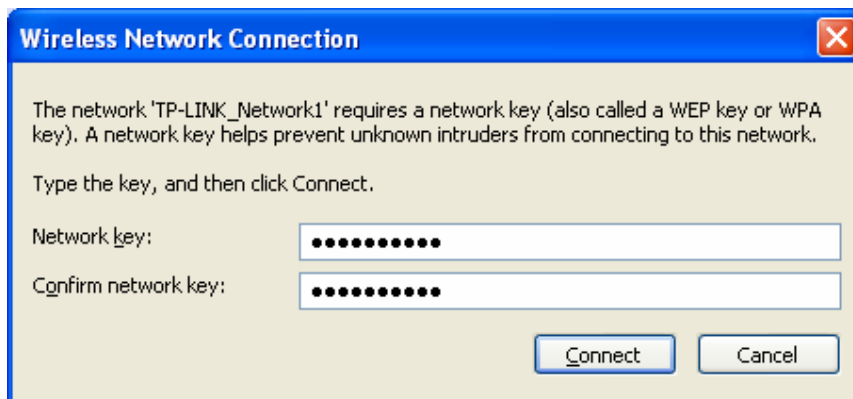 Wireless Network Connection
The network 'TP-LINK_Network1' requires a network key (also called a WEP key or WPA
key). A network key helps prevent unknown intruders from connecting to this network.
Type the key, and then click Connect.
Network key: ●●●●●●●●●●
Confirm network key: ●●●●●●●●●●
Connect Cancel